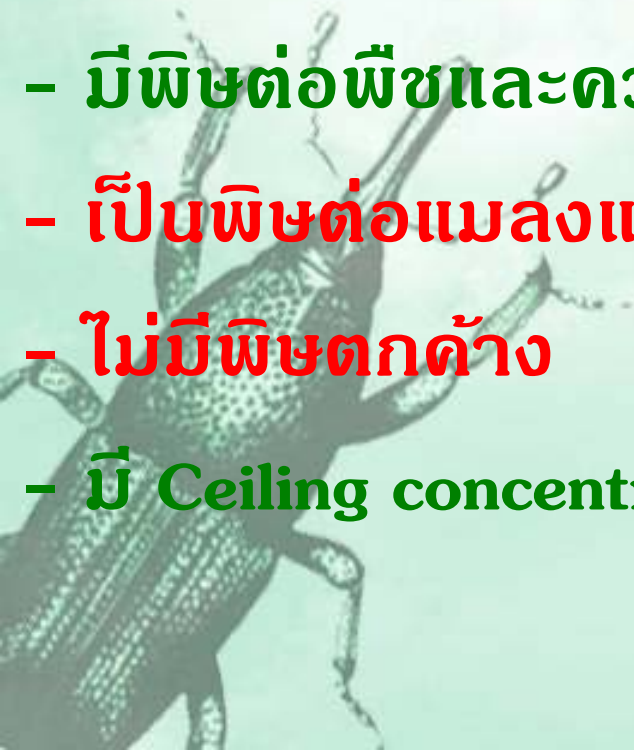 - มีพิษต่อพืชและคว
- เป็นพิษต่อแมลงแ
- ไม่มีพิษตกค้าง
- มี Ceiling concent